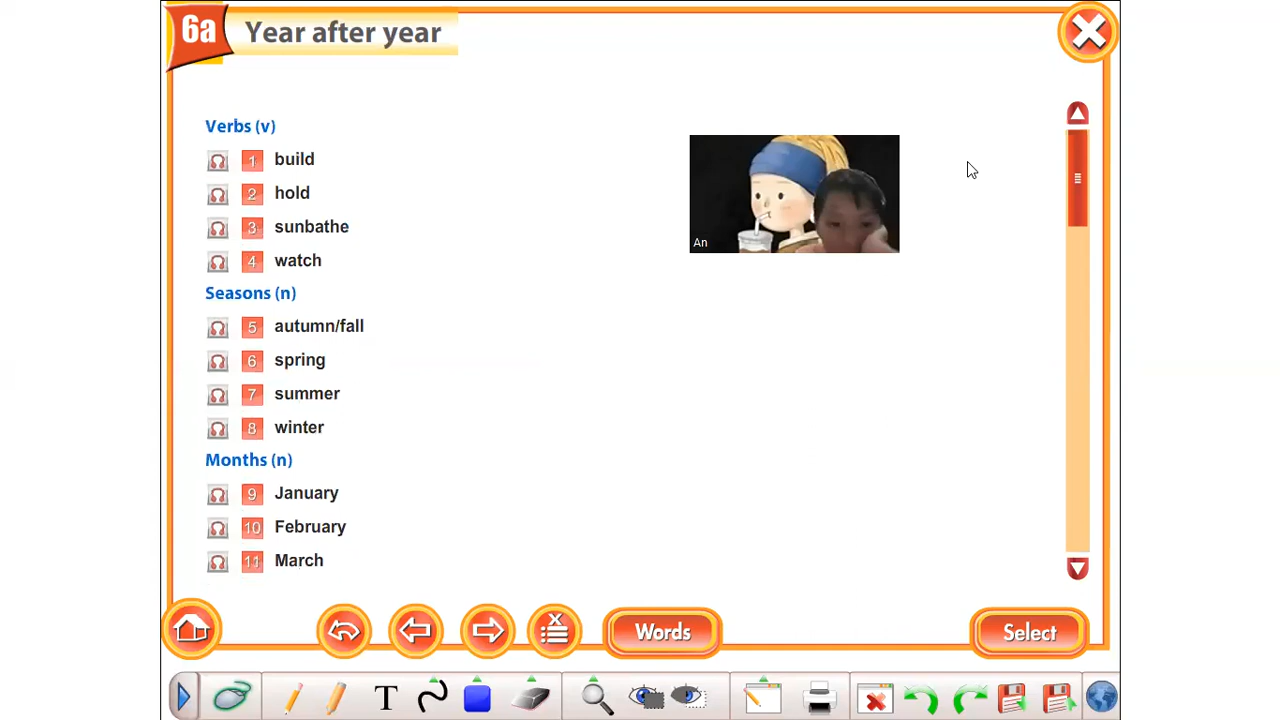 6a Year after year
Verbs (v)
1 build
2 hold
3 sunbathe
4 watch
An
Seasons (n)
5 autumn/fall
6 spring
7 summer
8 winter
Months (n)
9 January
10 February
11 March
Words
Select
T